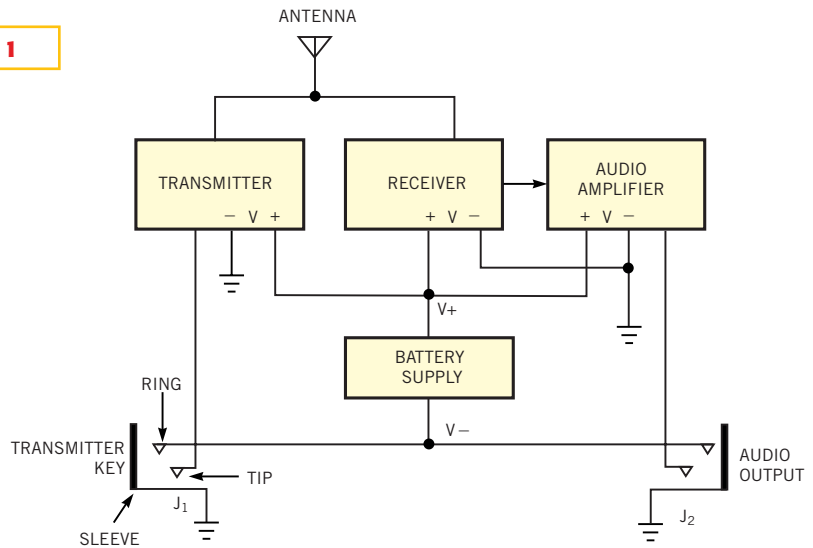 1
ANTENNA
TRANSMITTER
− V +
RECEIVER
+ V −
AUDIO
AMPLIFIER
+ V −
V+
BATTERY
SUPPLY
V−
RING
TRANSMITTER
KEY
TIP
J1
SLEEVE
AUDIO
OUTPUT
J2